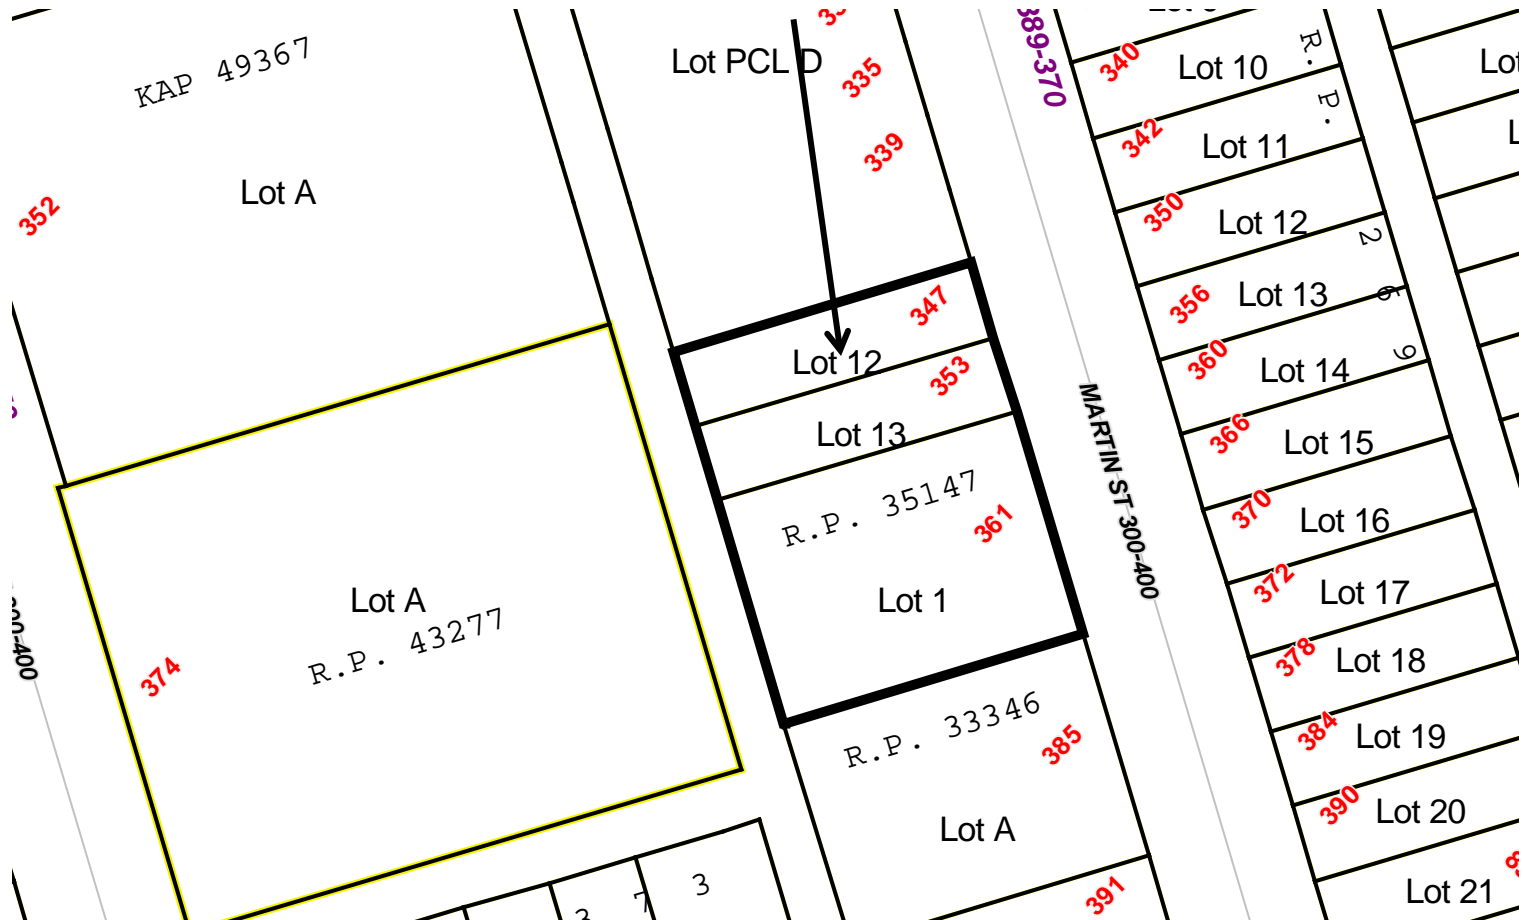 KAP 49367
Lot A
352
Lot PCL D
335
339
389-370
340
Lot 10
R. P.
342
Lot 11
350
Lot 12
2 6 9
356
Lot 13
360
Lot 14
366
Lot 15
370
Lot 16
372
Lot 17
378
Lot 18
384
Lot 19
390
Lot 20
Lot 21
347
Lot 12
353
Lot 13
R.P. 35147
361
Lot 1
MARTIN ST 300-400
Lot A
R.P. 43277
374
R.P. 33346
385
Lot A
391
3 7 3